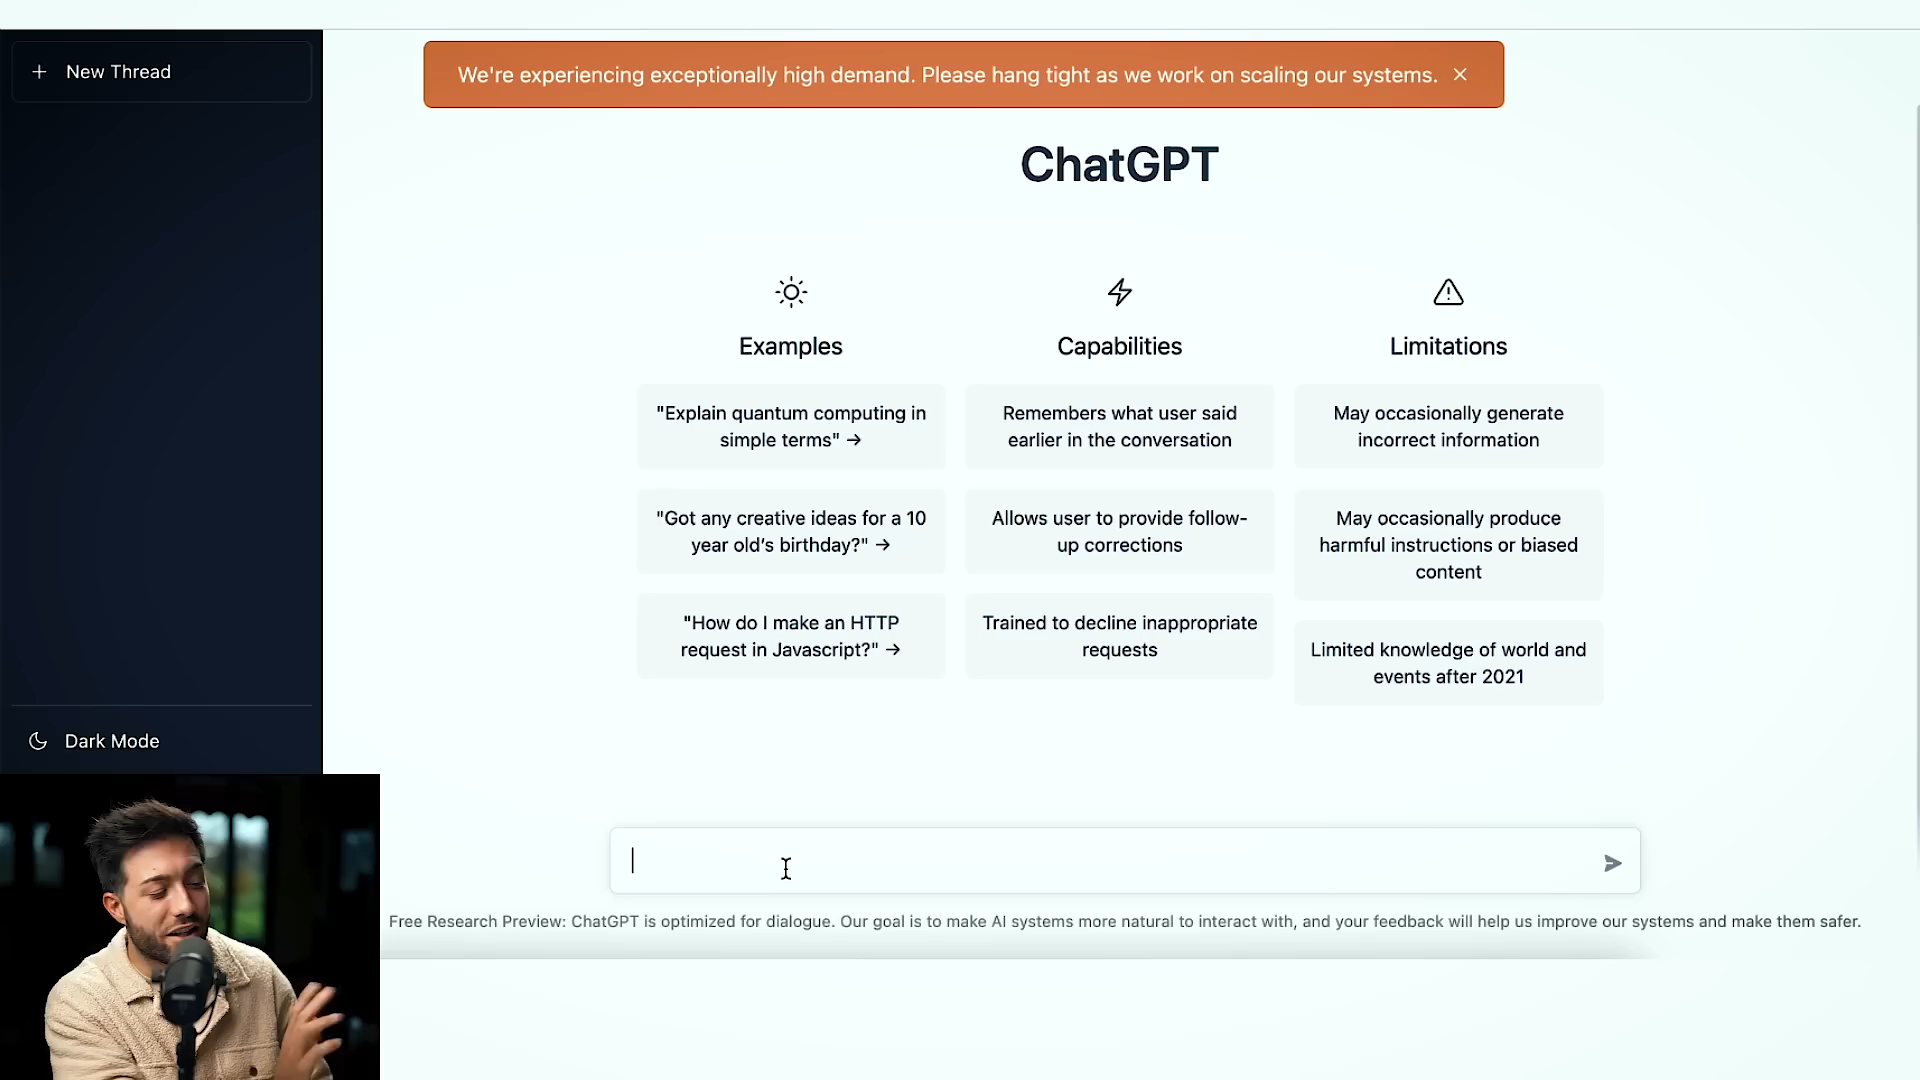 New Thread
We're experiencing exceptionally high demand. Please hang tight as we work on scaling our systems.
ChatGPT
Examples
"Explain quantum computing in
simple terms" →
"Got any creative ideas for a 10
year old's birthday?" →
"How do I make an HTTP
request in Javascript?" →
Capabilities
Remembers what user said
earlier in the conversation
Allows user to provide follow-
up corrections
Trained to decline inappropriate
requests
Limitations
May occasionally generate
incorrect information
May occasionally produce
harmful instructions or biased
content
Limited knowledge of world and
events after 2021
Dark Mode
Free Research Preview: ChatGPT is optimized for dialogue. Our goal is to make AI systems more natural to interact with, and your feedback will help us improve our systems and make them safer.